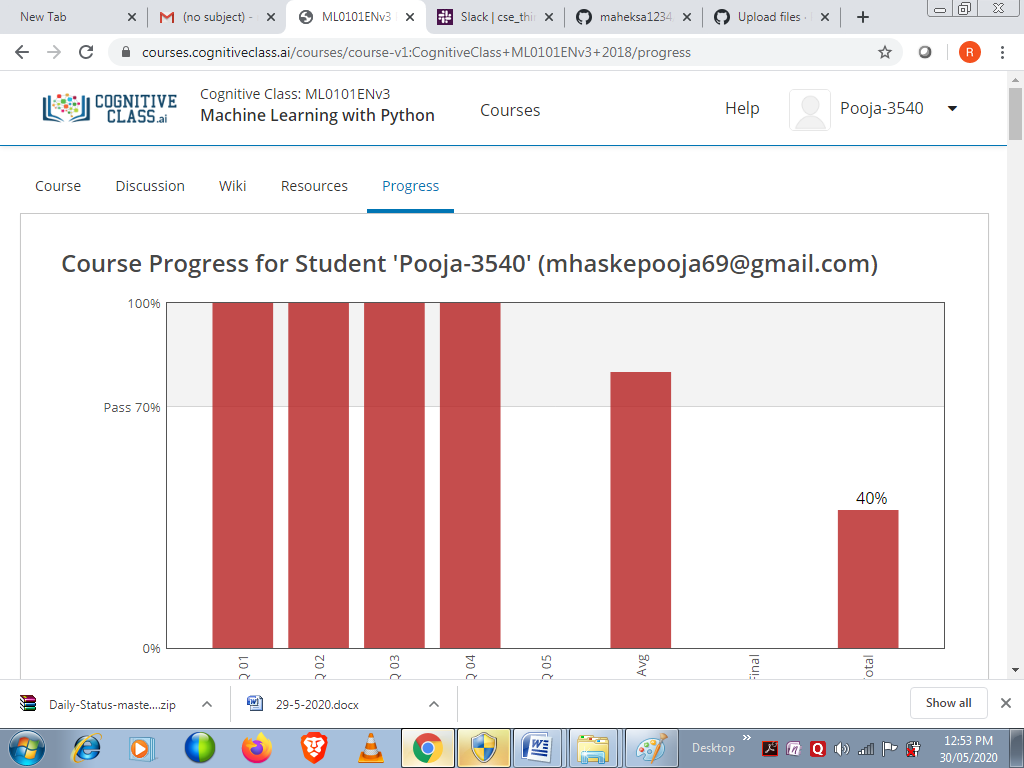 New Tab
(no subject) -
ML0101ENv3
Slack | cse_thi
maheksa1234
Upload files ·
courses.cognitiveclass.ai/courses/course-v1:CognitiveClass+ML0101ENv3+2018/progress
R
COGNITIVE
CLASS.ai
Cognitive Class: ML0101ENv3
Machine Learning with Python
Courses
Help
Pooja-3540
Course
Discussion
Wiki
Resources
Progress
Course Progress for Student 'Pooja-3540' (mhaskepooja69@gmail.com)
100%
Pass 70%
0%
40%
Q 01
Q 02
Q 03
Q 04
Q 05
Avg
Final
otal
Daily-Status-maste....zip
29-5-2020.docx
Show all
Desktop
12:53 PM
30/05/2020